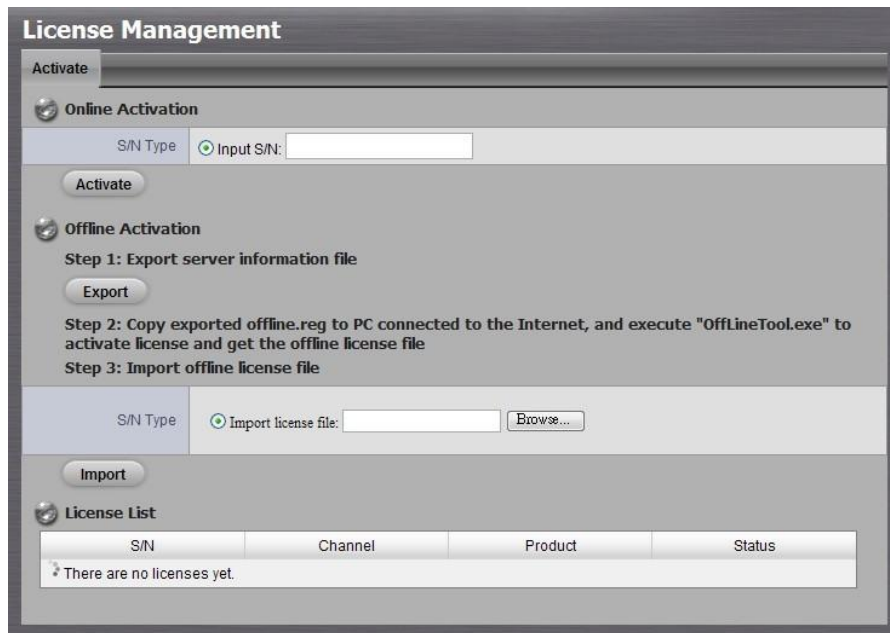 License Management
Activate
Online Activation
S/N Type
Input S/N:
Activate
Offline Activation
Step 1: Export server information file
Export
Step 2: Copy exported offline.reg to PC connected to the Internet, and execute "OffLineTool.exe" to
activate license and get the offline license file
Step 3: Import offline license file
S/N Type
Import license file:
Browse...
Import
License List
S/N Channel Product Status
There are no licenses yet.